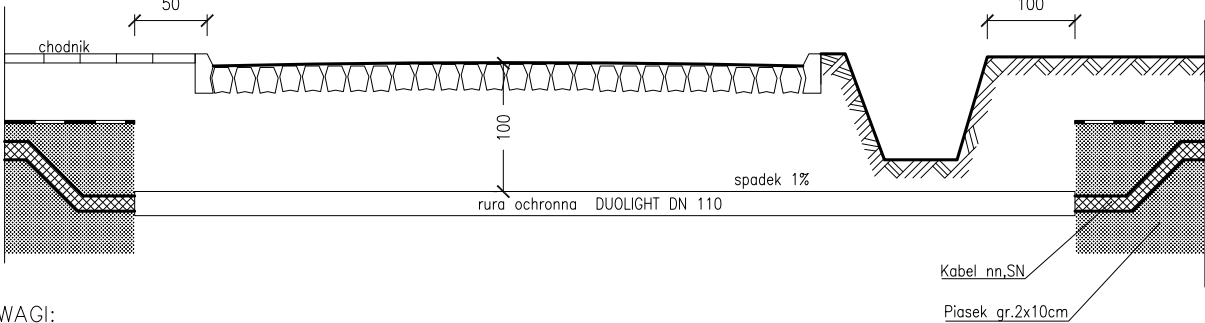 50
100
chodnik
100
spadek 1%
rura ochronna DUOLIGHT DN 110
Kabel nn,SN
Piasek gr.2x10cm
WAGI: